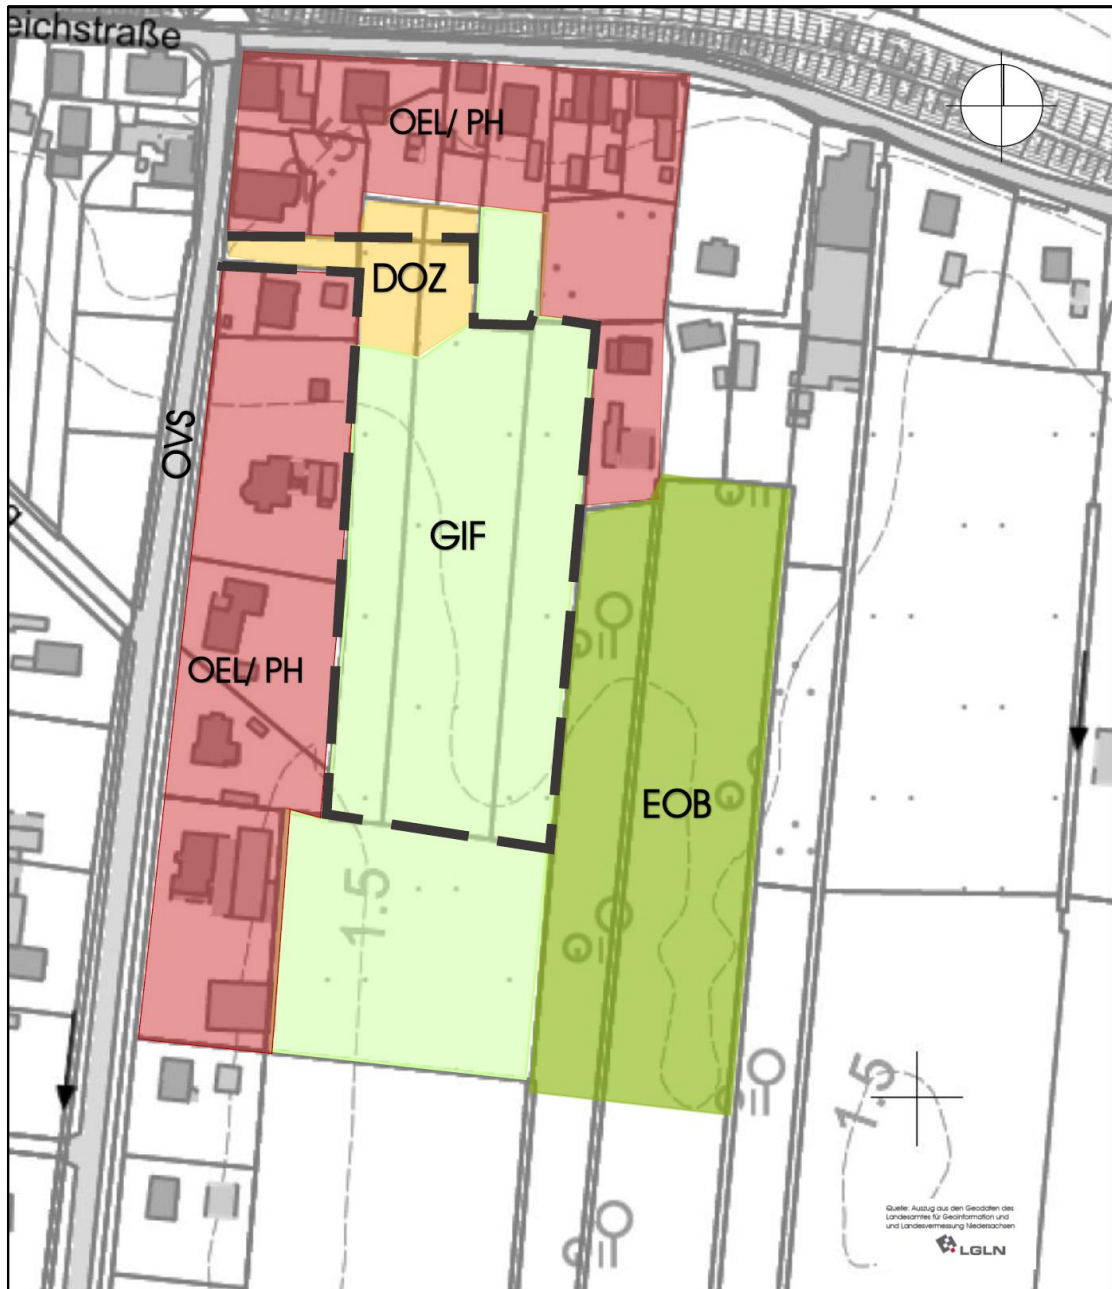 eichstraße
OEL/ PH
DOZ
OVS
GIF
OEL/ PH
EOB
1.5
1.5
Quelle: Auszug aus den Geodaten des
Landesamtes für Geoinformation und
und Landesvermessung Niedersachsen
LGLN